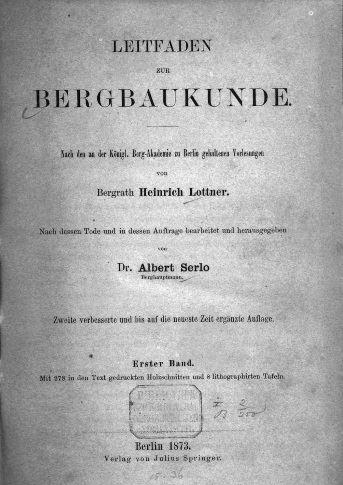 LEITFADEN
ZUR
BERGBAUKUNDE.
Nach den an der Königl. Berg-Akademie zu Berlin gehaltenen Vorlesungen
von
Bergrath Heinrich Lottner.
Nach dessen Tode und in dessen Auftrage bearbeitet und herausgegeben
von
Dr. Albert Serlo
Berghauptmann.
Zweite verbesserte und bis auf die neueste Zeit ergänzte Auflage.
Erster Band.
Mit 278 in den Text gedruckten Holzschnitten und 8 lithographirten Tafeln.
Berlin 1873.
Verlag von Julius Springer.